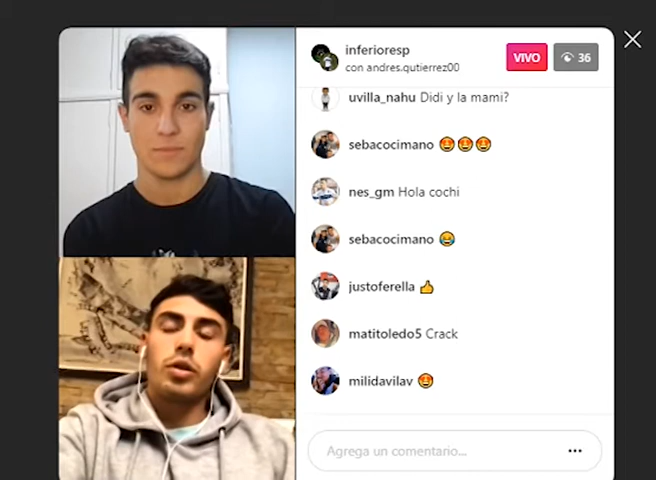 inferioresp
con andres.gutierrez00
VIVO
36
uvilla_nahu Didi y la mami?
sebacocimano 🤩🤩🤩
nes_gm Hola cochi
sebacocimano 😂
justoferella 👍
matitoledo5 Crack
milidavilav 🤩
Agrega un comentario...